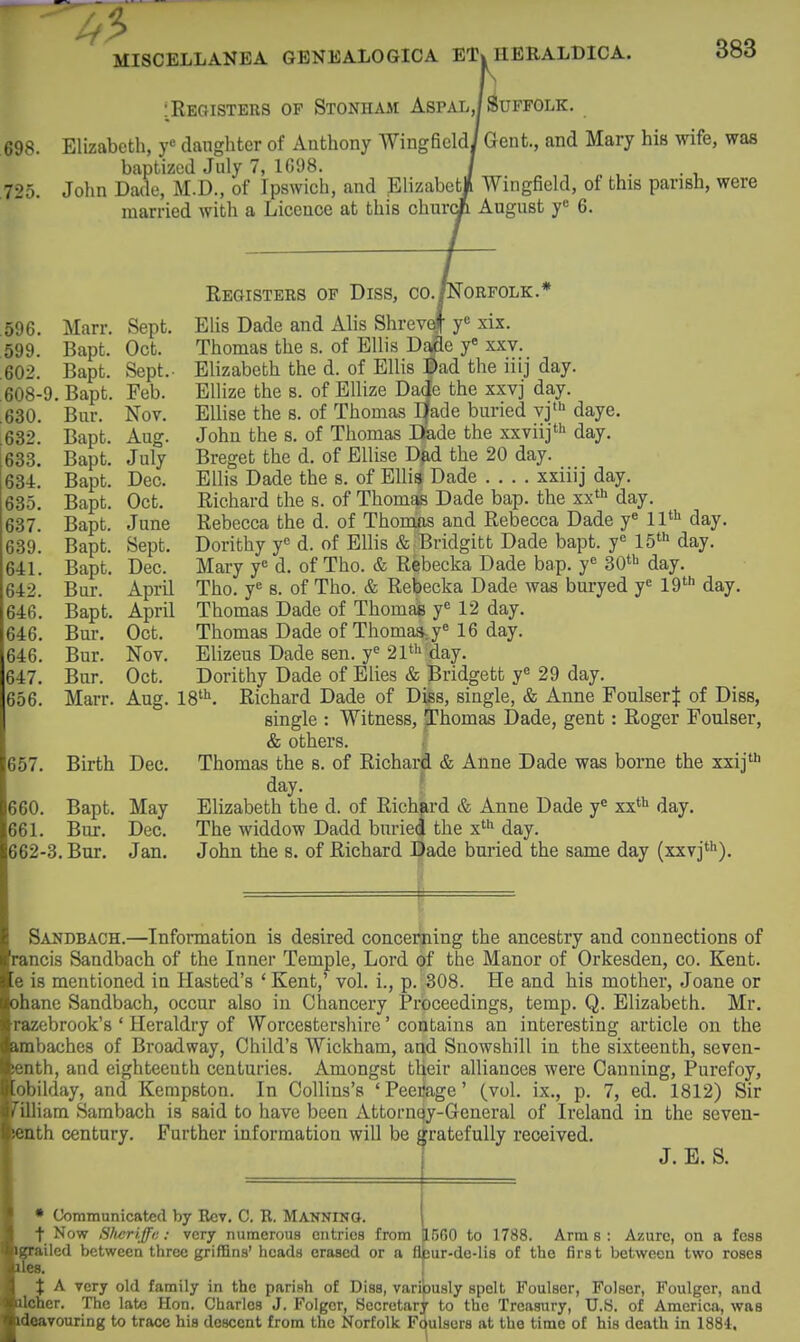 43
MISCELLANEA GENEALOGICA ET HERALDICA. 383
REGISTERS OF STONHAM ASPAL, SUFFOLK.
698. Elizabeth, yᵉ daughter of Anthony Wingfield, Gent., and Mary his wife, was
baptized July 7, 1698.
725. John Dade, M.D., of Ipswich, and Elizabeth Wingfield, of this parish, were
married with a Licence at this church August yᵉ 6.
REGISTERS OF DISS, CO. NORFOLK.*
596. Marr. Sept. Elis Dade and Alis Shrevef yᵉ xix.
599. Bapt. Oct. Thomas the s. of Ellis Dade yᵉ xxv.
602. Bapt. Sept. Elizabeth the d. of Ellis Dad the iiij day.
608-9. Bapt. Feb. Ellize the s. of Ellize Dade the xxvj day.
630. Bur. Nov. Ellise the s. of Thomas Dade buried vjᵗʰ daye.
632. Bapt. Aug. John the s. of Thomas Dade the xxviijᵗʰ day.
633. Bapt. July Breget the d. of Ellise Dad the 20 day.
634. Bapt. Dec. Ellis Dade the s. of Ellis Dade . . . . xxiiij day.
635. Bapt. Oct. Richard the s. of Thomas Dade bap. the xxᵗʰ day.
637. Bapt. June Rebecca the d. of Thomas and Rebecca Dade yᵉ 11ᵗʰ day.
639. Bapt. Sept. Dorithy yᵉ d. of Ellis & Bridgitt Dade bapt. yᵉ 15ᵗʰ day.
641. Bapt. Dec. Mary yᵉ d. of Tho. & Rebecka Dade bap. yᵉ 30ᵗʰ day.
642. Bur. April Tho. yᵉ s. of Tho. & Rebecka Dade was buryed yᵉ 19ᵗʰ day.
646. Bapt. April Thomas Dade of Thomas yᵉ 12 day.
646. Bur. Oct. Thomas Dade of Thomas yᵉ 16 day.
646. Bur. Nov. Elizeus Dade sen. yᵉ 21ᵗʰ day.
647. Bur. Oct. Dorithy Dade of Elies & Bridgett yᵉ 29 day.
656. Marr. Aug. 18ᵗʰ. Richard Dade of Diss, single, & Anne Foulser‡ of Diss,
single : Witness, Thomas Dade, gent : Roger Foulser,
& others.
657. Birth Dec. Thomas the s. of Richard & Anne Dade was borne the xxijᵗʰ
day.
660. Bapt. May Elizabeth the d. of Richard & Anne Dade yᵉ xxᵗʰ day.
661. Bur. Dec. The widdow Dadd buried the xᵗʰ day.
662-3. Bur. Jan. John the s. of Richard Dade buried the same day (xxvjᵗʰ).
SANDBACH.—Information is desired concerning the ancestry and connections of
rancis Sandbach of the Inner Temple, Lord of the Manor of Orkesden, co. Kent.
e is mentioned in Hasted's ' Kent,' vol. i., p. 308. He and his mother, Joane or
ohane Sandbach, occur also in Chancery Proceedings, temp. Q. Elizabeth. Mr.
razebrook's ' Heraldry of Worcestershire' contains an interesting article on the
ambaches of Broadway, Child's Wickham, and Snowshill in the sixteenth, seven-
enth, and eighteenth centuries. Amongst their alliances were Canning, Purefoy,
obilday, and Kempston. In Collins's ' Peerage' (vol. ix., p. 7, ed. 1812) Sir
illiam Sambach is said to have been Attorney-General of Ireland in the seven-
enth century. Further information will be gratefully received.
J. E. S.
* Communicated by Rev. C. R. MANNING.
† Now Sheriffe : very numerous entries from 1560 to 1788. Arms : Azure, on a fess
grailed between three griffins' heads erased or a fleur-de-lis of the first between two roses
les.
‡ A very old family in the parish of Diss, variously spelt Foulser, Folser, Foulger, and
alcher. The late Hon. Charles J. Folger, Secretary to the Treasury, U.S. of America, was
deavouring to trace his descent from the Norfolk Foulsers at the time of his death in 1884.